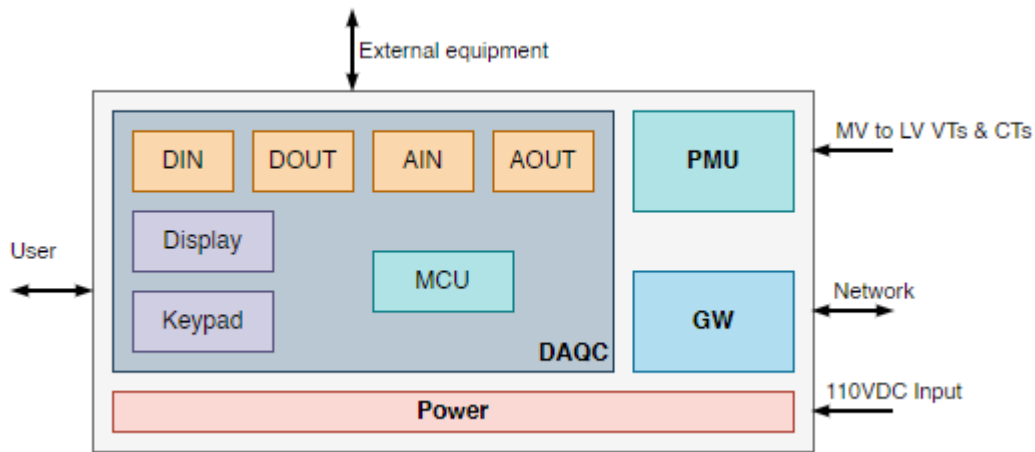 External equipment
DIN
DOUT
AIN
AOUT
PMU
MV to LV VTs & CTs
Display
User
MCU
Keypad
GW
Network
DAQC
110VDC Input
Power